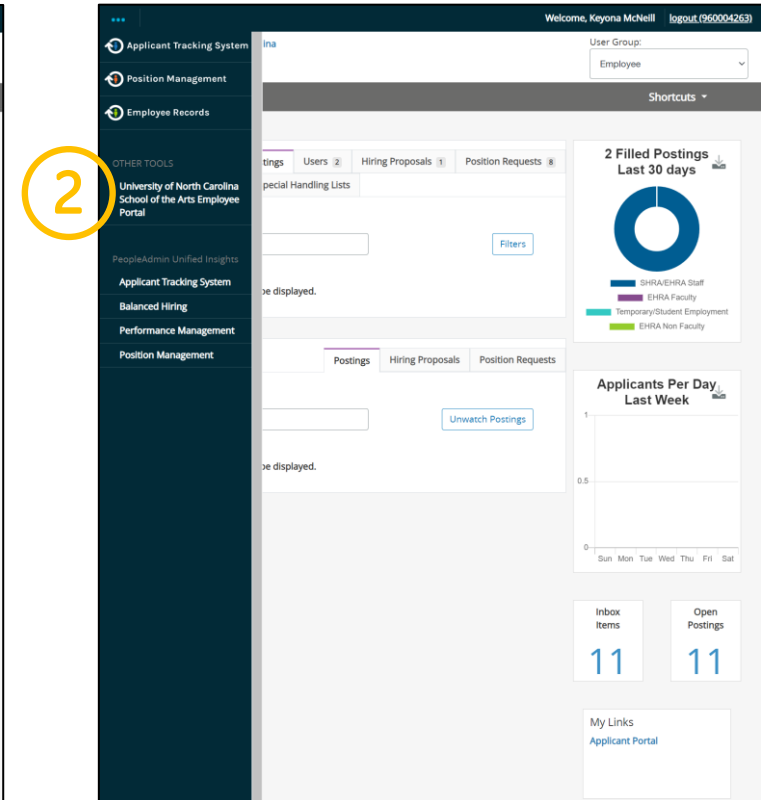 •••
Welcome, Keyona McNeill logout (960004263)
Applicant Tracking System
Position Management
Employee Records
OTHER TOOLS
University of North Carolina
School of the Arts Employee
Portal
PeopleAdmin Unified Insights
Applicant Tracking System
Balanced Hiring
Performance Management
Position Management
2
ina
User Group:
Employee
Shortcuts
tings Users 2 Hiring Proposals 1 Position Requests 8
pecial Handling Lists
Filters
be displayed.
Postings Hiring Proposals Position Requests
Unwatch Postings
be displayed.
2 Filled Postings
Last 30 days
SHRA/EHRA Staff
EHRA Faculty
Temporary/Student Employment
EHRA Non Faculty
Applicants Per Day
Last Week
1
0.5
0
Sun Mon Tue Wed Thu Fri Sat
Inbox
Items
11
Open
Postings
11
My Links
Applicant Portal